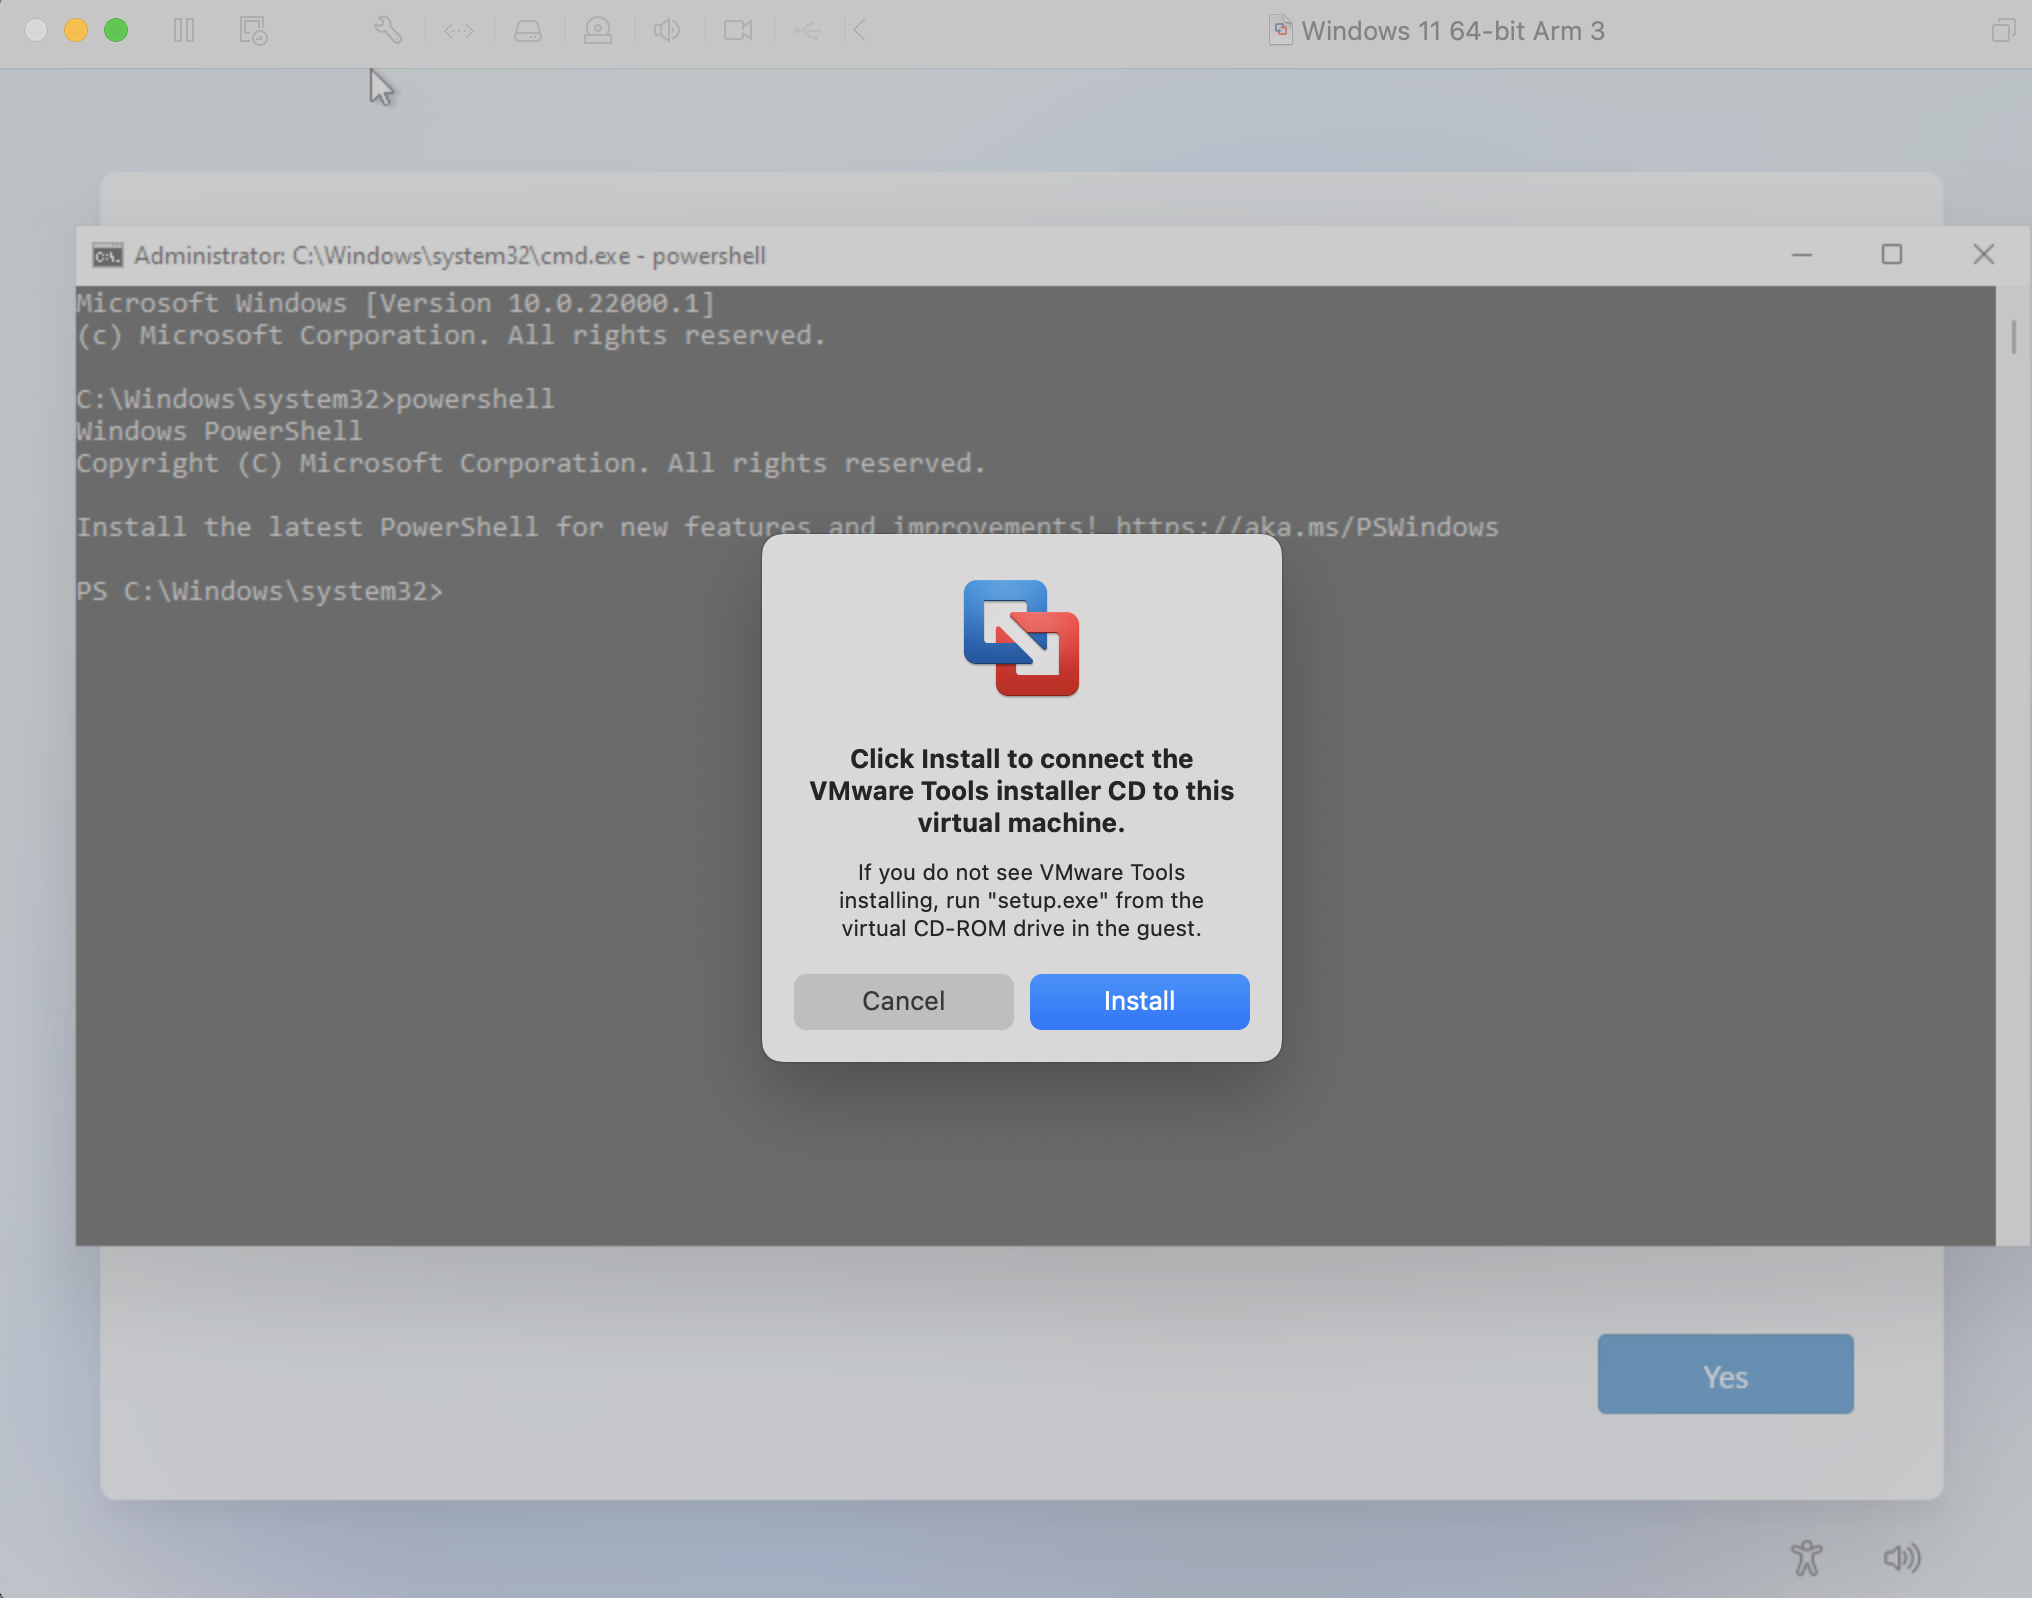 Windows 11 64-bit Arm 3
Administrator: C:\Windows\system32\cmd.exe - powershell
Microsoft Windows [Version 10.0.22000.1]
(c) Microsoft Corporation. All rights reserved.
C:\Windows\system32>powershell
Windows PowerShell
Copyright (C) Microsoft Corporation. All rights reserved.
Install the latest PowerShell for new features and improvements! https://aka.ms/PSWindows
PS C:\Windows\system32>
Click Install to connect the
VMware Tools installer CD to this
virtual machine.
If you do not see VMware Tools
installing, run "setup.exe" from the
virtual CD-ROM drive in the guest.
Cancel
Install
Yes